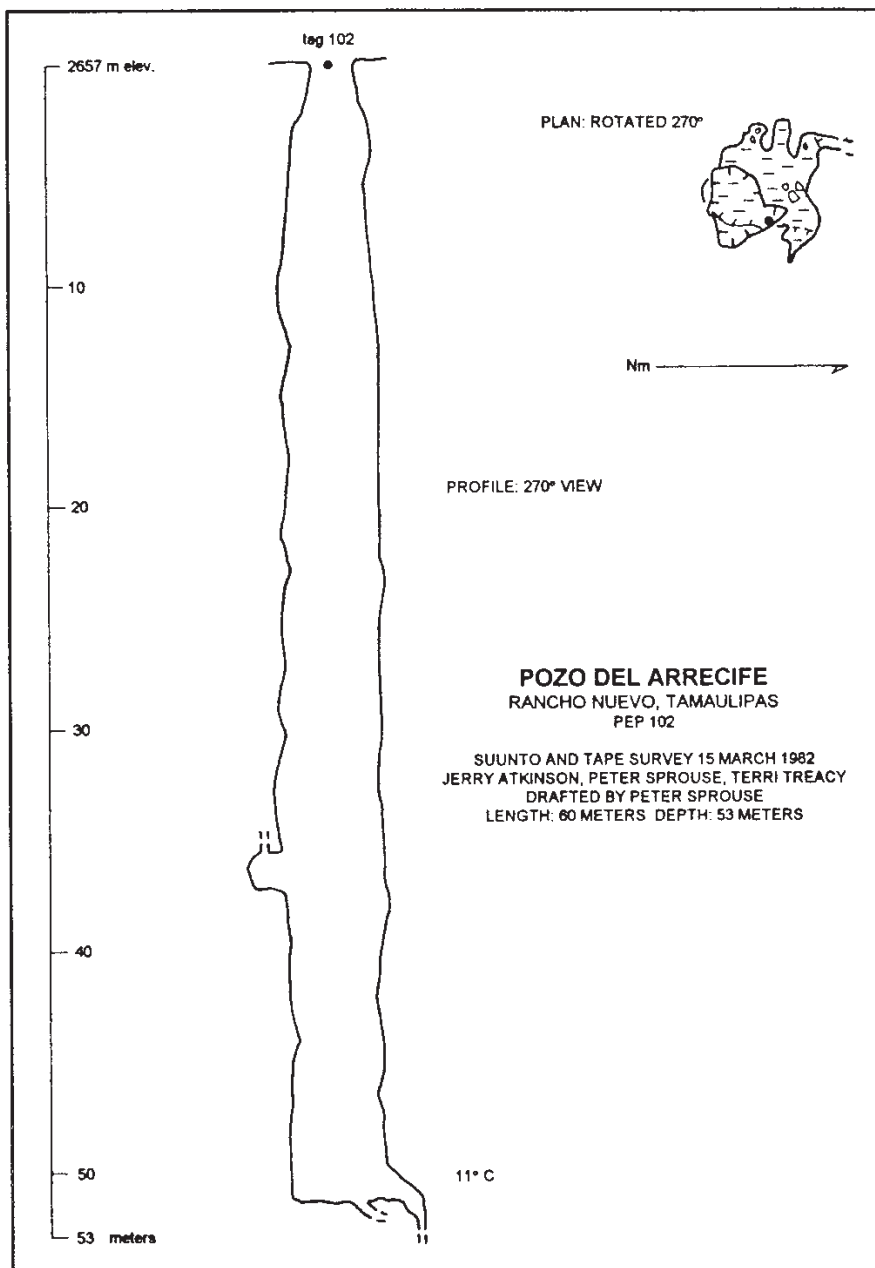 tag 102
2657 m elev.
PLAN: ROTATED 270°
10
Nm
20
PROFILE: 270° VIEW
POZO DEL ARRECIFE
RANCHO NUEVO, TAMAULIPAS
PEP 102
30
SUUNTO AND TAPE SURVEY 15 MARCH 1982
JERRY ATKINSON, PETER SPROUSE, TERRI TREACY
DRAFTED BY PETER SPROUSE
LENGTH: 60 METERS DEPTH: 53 METERS
40
50
11° C
53 meters